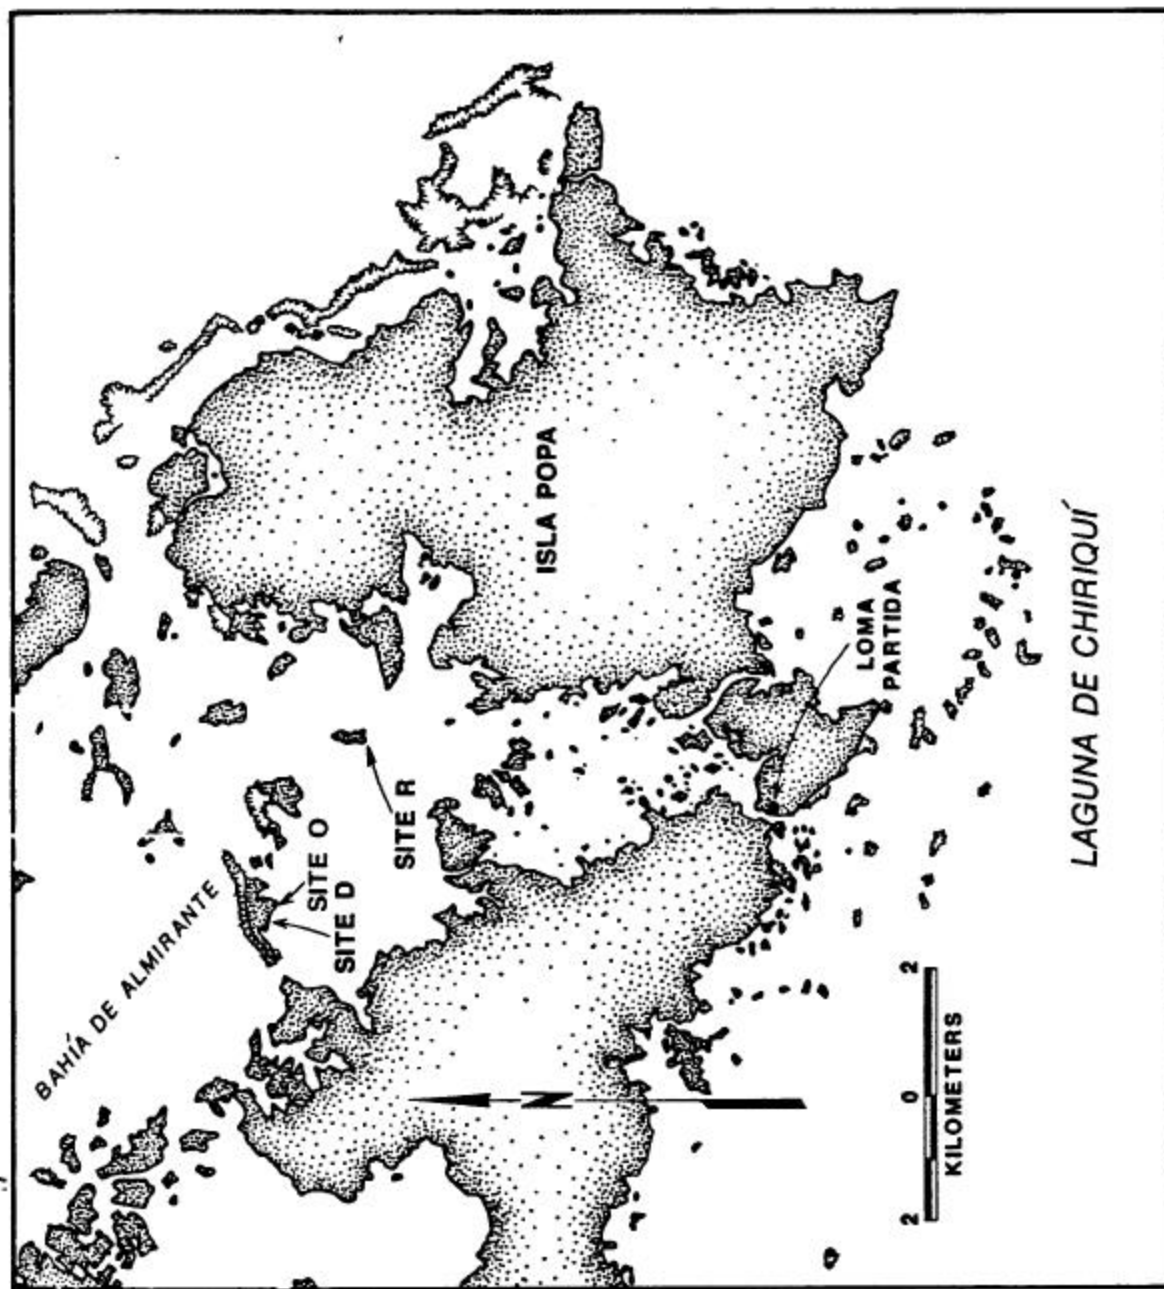 BAHÍA DE ALMIRANTE
SITE D
SITE O
SITE R
ISLA POPA
LOMA
PARTIDA
LAGUNA DE CHIRIQUÍ
N
2 0 2
KILOMETERS